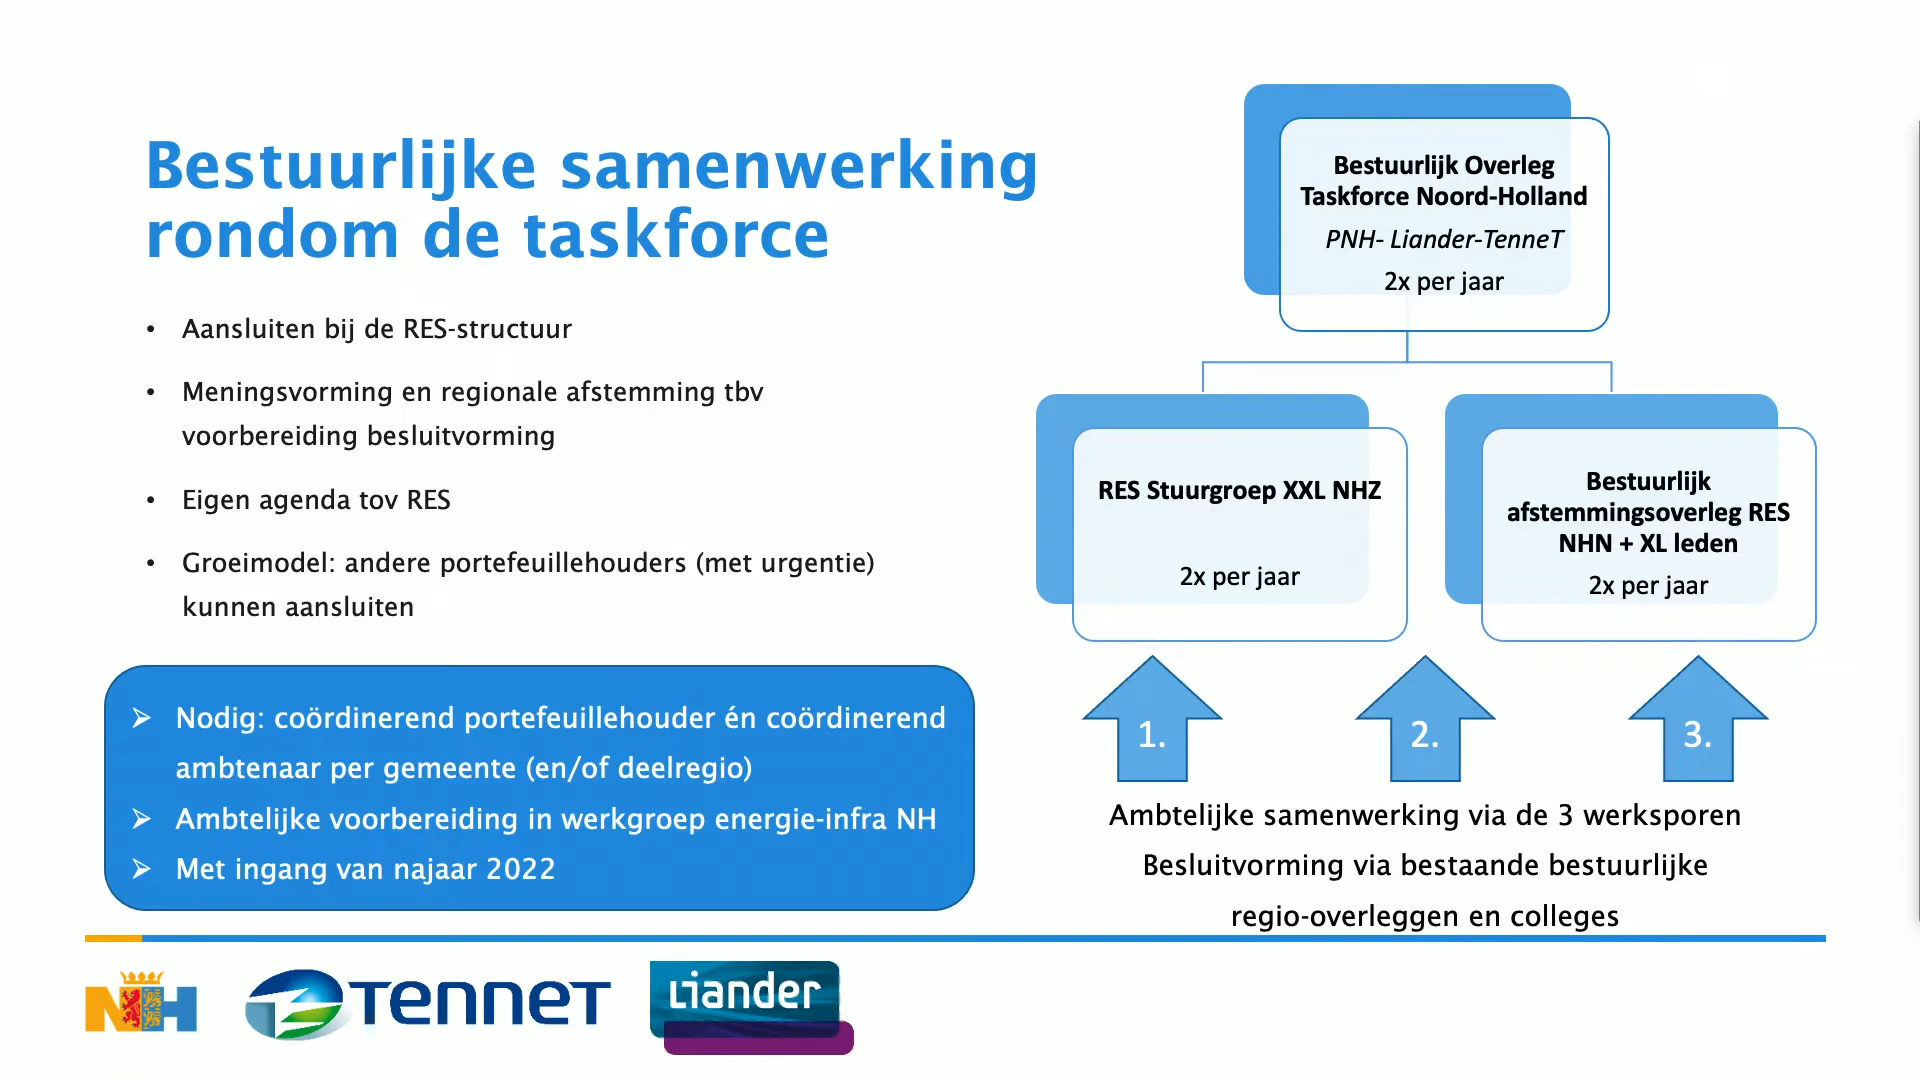 Bestuurlijke samenwerking
rondom de taskforce
• Aansluiten bij de RES-structuur
• Meningsvorming en regionale afstemming tbv
voorbereiding besluitvorming
• Eigen agenda tov RES
• Groeimodel: andere portefeuillehouders (met urgentie)
kunnen aansluiten
➢ Nodig: coördinerend portefeuillehouder én coördinerend
ambtenaar per gemeente (en/of deelregio)
➢ Ambtelijke voorbereiding in werkgroep energie-infra NH
➢ Met ingang van najaar 2022
Bestuurlijk Overleg
Taskforce Noord-Holland
PNH- Liander-TenneT
2x per jaar
RES Stuurgroep XXL NHZ
2x per jaar
Bestuurlijk
afstemmingsoverleg RES
NHN + XL leden
2x per jaar
1.
2.
3.
Ambtelijke samenwerking via de 3 werksporen
Besluitvorming via bestaande bestuurlijke
regio-overleggen en colleges
NH
TenneT
Liander